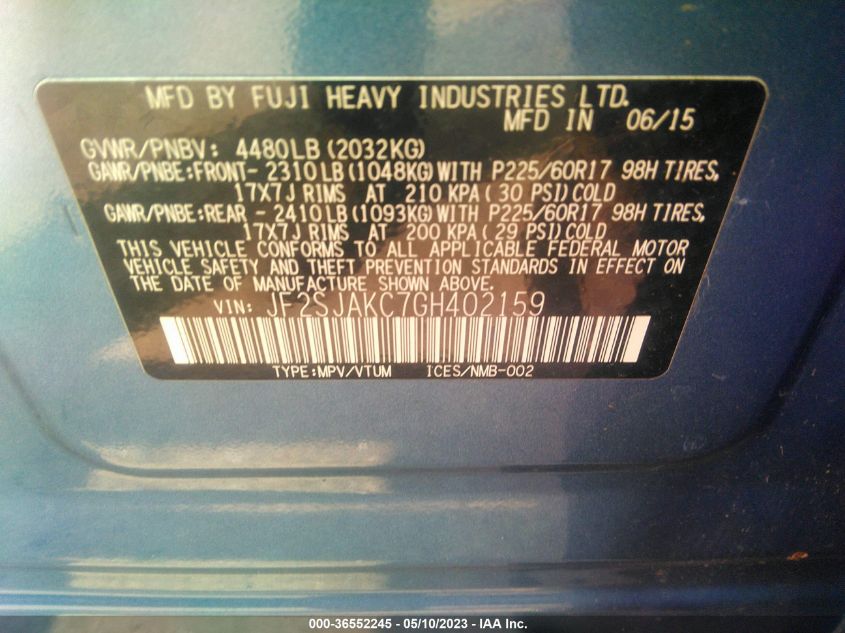 MFD BY FUJI HEAVY INDUSTRIES LTD.
MFD IN 06/15
GVWR/PNBV: 4480LB (2032KG)
GAWR/PNBE:FRONT- 2310LB (1048KG) WITH P225/60R17 98H TIRES,
17X7J RIMS AT 210 KPA ( 30 PSI) COLD
GAWR/PNBE:REAR - 2410LB (1093KG) WITH P225/60R17 98H TIRES,
17X7J RIMS AT 200 KPA ( 29 PSI) COLD
THIS VEHICLE CONFORMS TO ALL APPLICABLE FEDERAL MOTOR
VEHICLE SAFETY AND THEFT PREVENTION STANDARDS IN EFFECT ON
THE DATE OF MANUFACTURE SHOWN ABOVE.
VIN: JF2SJAKC7GH402159
TYPE:MPV/VTUM ICES/NMB-002
000-36552245 - 05/10/2023 - IAA Inc.